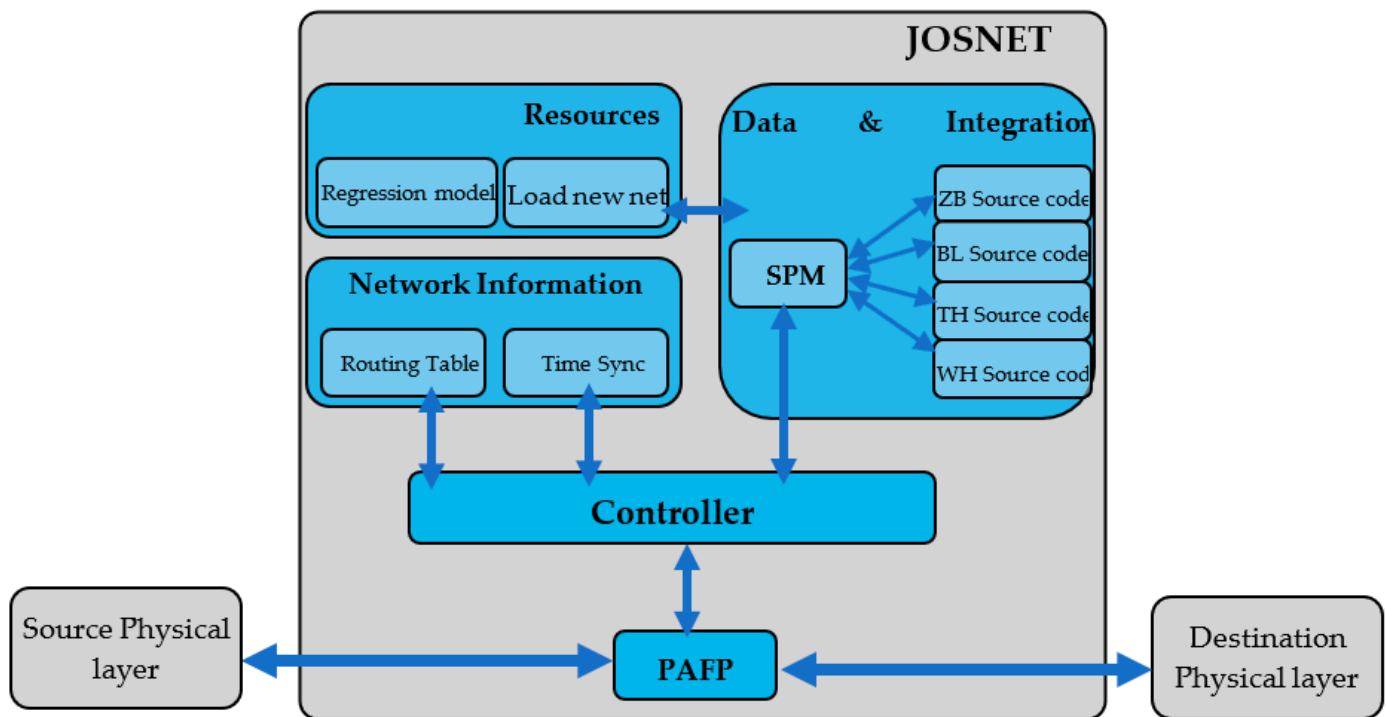 JOSNET
Resources
Regression model
Load new net
Data & Integration
ZB Source code
BL Source code
TH Source code
WH Source cod
SPM
Network Information
Routing Table
Time Sync
Controller
Source Physical
layer
PAFP
Destination
Physical layer